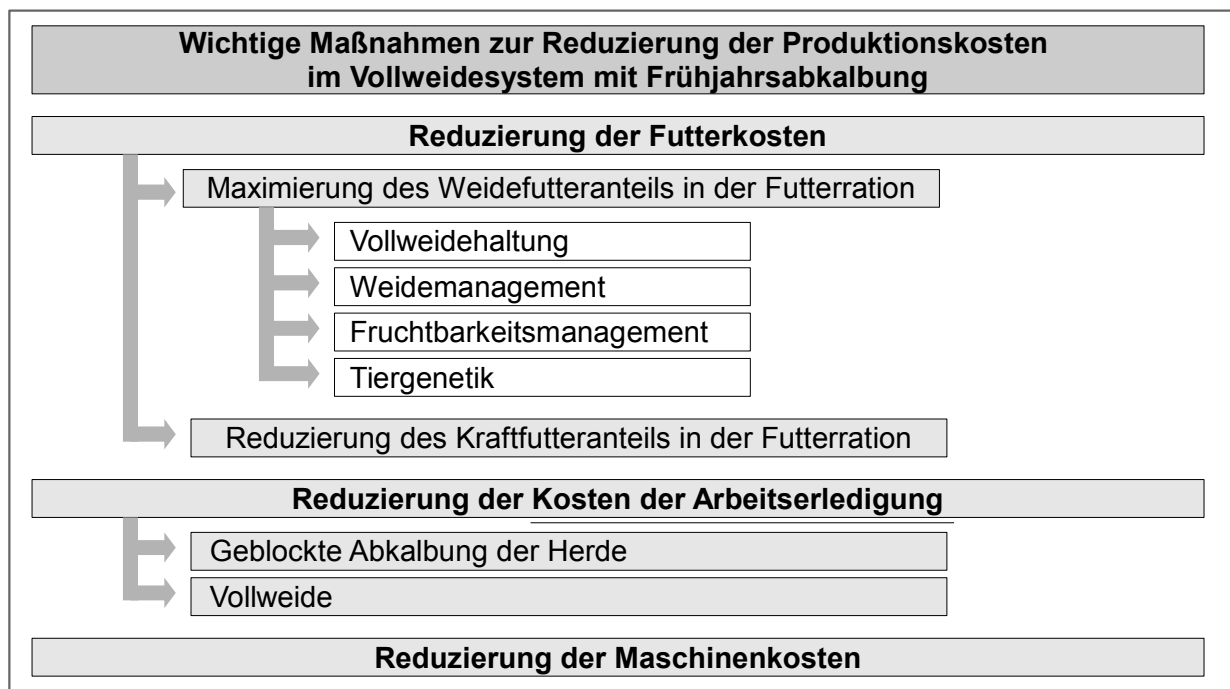 Wichtige Maßnahmen zur Reduzierung der Produktionskosten
im Vollweidesystem mit Frühjahrsabkalbung
Reduzierung der Futterkosten
Maximierung des Weidefutteranteils in der Futterration
Vollweidehaltung
Weidemanagement
Fruchtbarkeitsmanagement
Tiergenetik
Reduzierung des Kraftfutteranteils in der Futterration
Reduzierung der Kosten der Arbeitserledigung
Geblockte Abkalbung der Herde
Vollweide
Reduzierung der Maschinenkosten